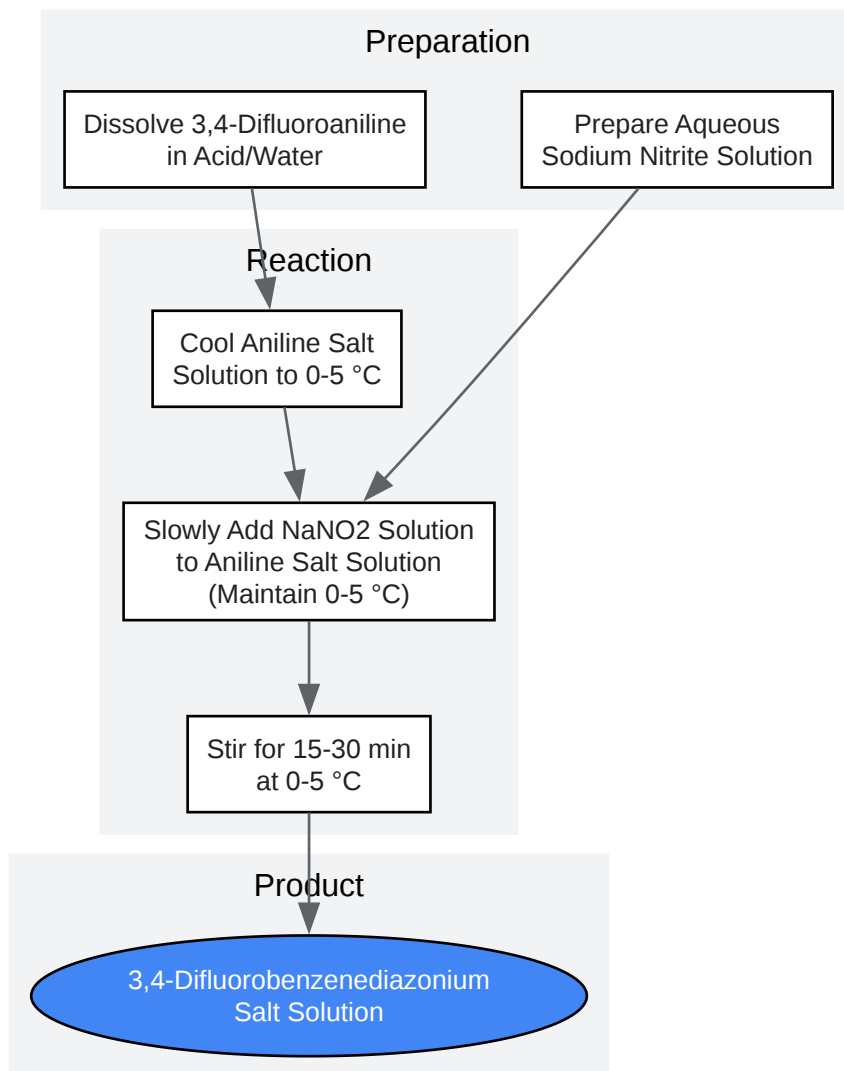 Preparation
Dissolve 3,4-Difluoroaniline
in Acid/Water
Prepare Aqueous
Sodium Nitrite Solution
Reaction
Cool Aniline Salt
Solution to 0-5 °C
Slowly Add NaNO2 Solution
to Aniline Salt Solution
(Maintain 0-5 °C)
Stir for 15-30 min
at 0-5 °C
Product
3,4-Difluorobenzenediazonium
Salt Solution